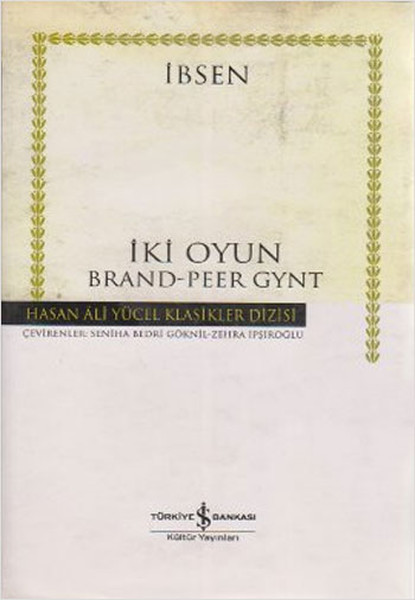 İBSEN
İKİ OYUN
BRAND-PEER GYNT
HASAN ÂLİ YÜCEL KLASİKLER DİZİSİ
ÇEVİRENLER: SENİHA BEDRİ GÖKNİL-ZEHRA İPŞİROĞLU
TÜRKİYE İŞ BANKASI
Kültür Yayınları